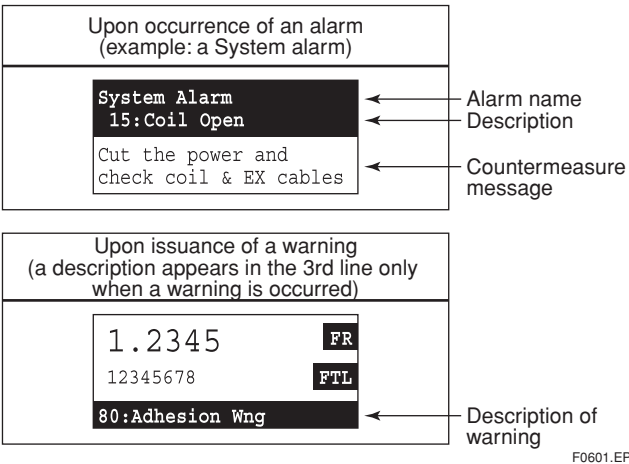 Upon occurrence of an alarm
(example: a System alarm)
System Alarm
15:Coil Open
Cut the power and
check coil & EX cables
Alarm name
Description
Countermeasure
message
Upon issuance of a warning
(a description appears in the 3rd line only
when a warning is occurred)
1.2345 FR
12345678 FTL
80:Adhesion Wng
Description of
warning
F0601.EP